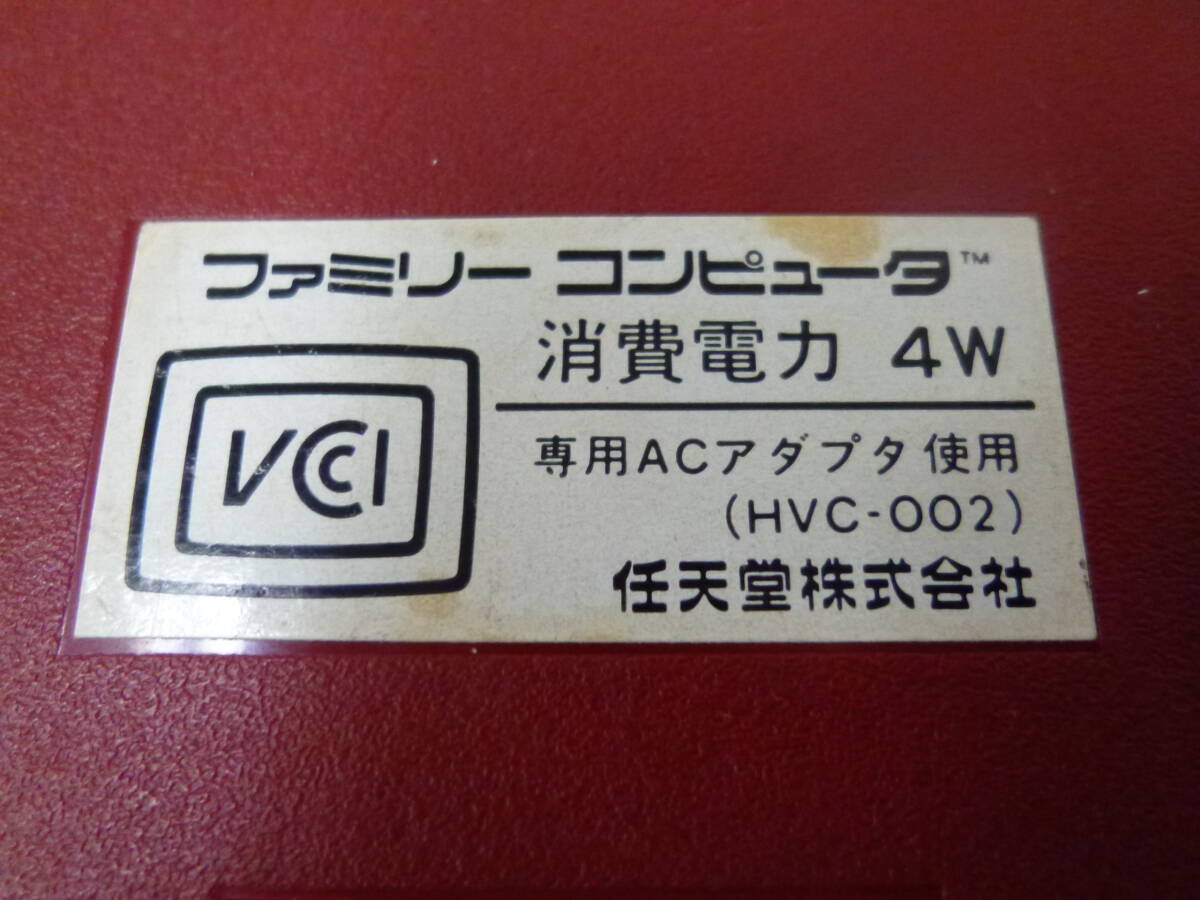 ファミリー コンピュータ™
消費電力 4W
VCCI
専用ACアダプタ使用
(HVC-002)
任天堂株式会社